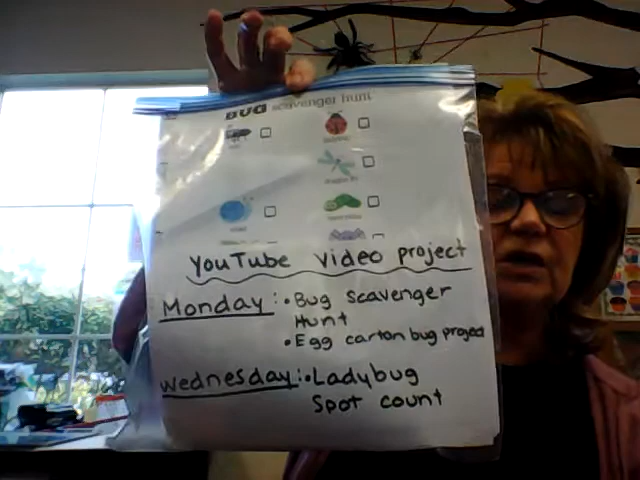 BUG scavenger hunt
YouTube video project
Monday: • Bug scavenger
Hunt
• Egg carton bug project
Wednesday: • Ladybug
Spot count